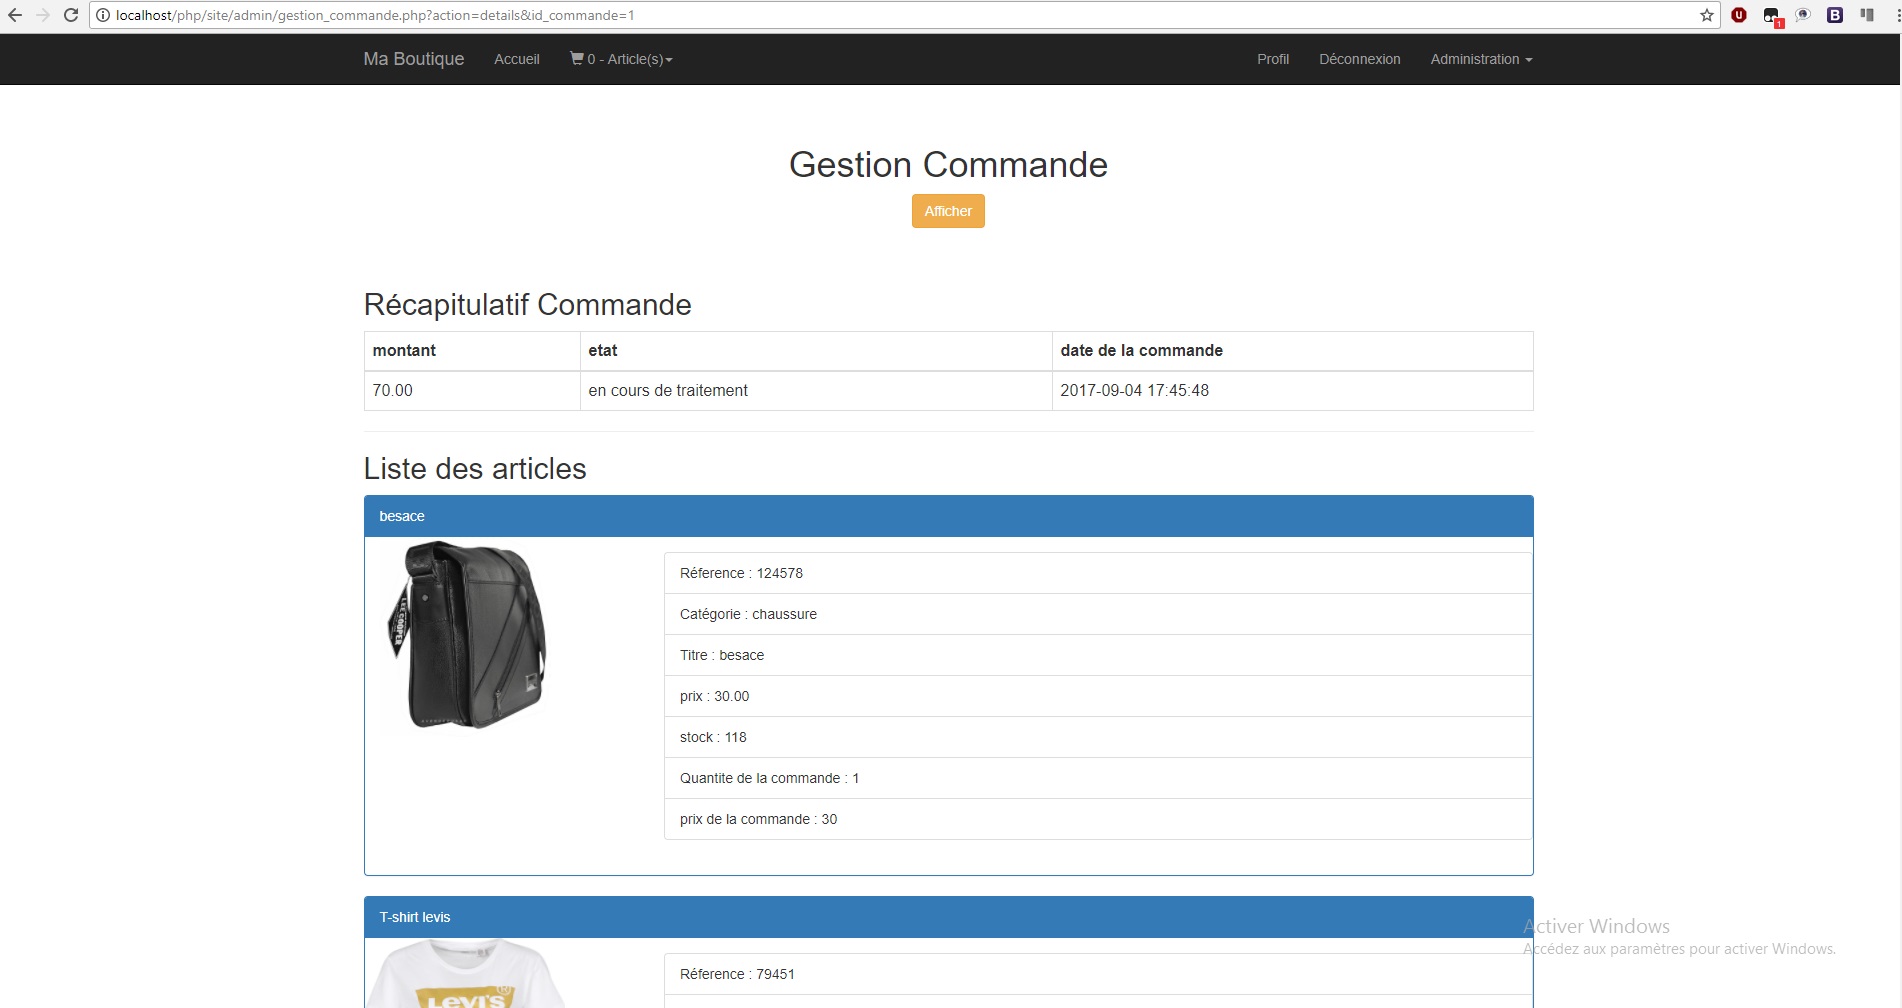 localhost/php/site/admin/gestion_commande.php?action=details&id_commande=1
Ma Boutique Accueil 0 - Article(s) Profil Déconnexion Administration
Gestion Commande
Afficher
Récapitulatif Commande
montant etat date de la commande
70.00 en cours de traitement 2017-09-04 17:45:48
Liste des articles
besace
LEE COOPER
Réference : 124578
Catégorie : chaussure
Titre : besace
prix : 30.00
stock : 118
Quantite de la commande : 1
prix de la commande : 30
T-shirt levis
LEVI'S
Réference : 79451
Activer Windows
Accédez aux paramètres pour activer Windows.